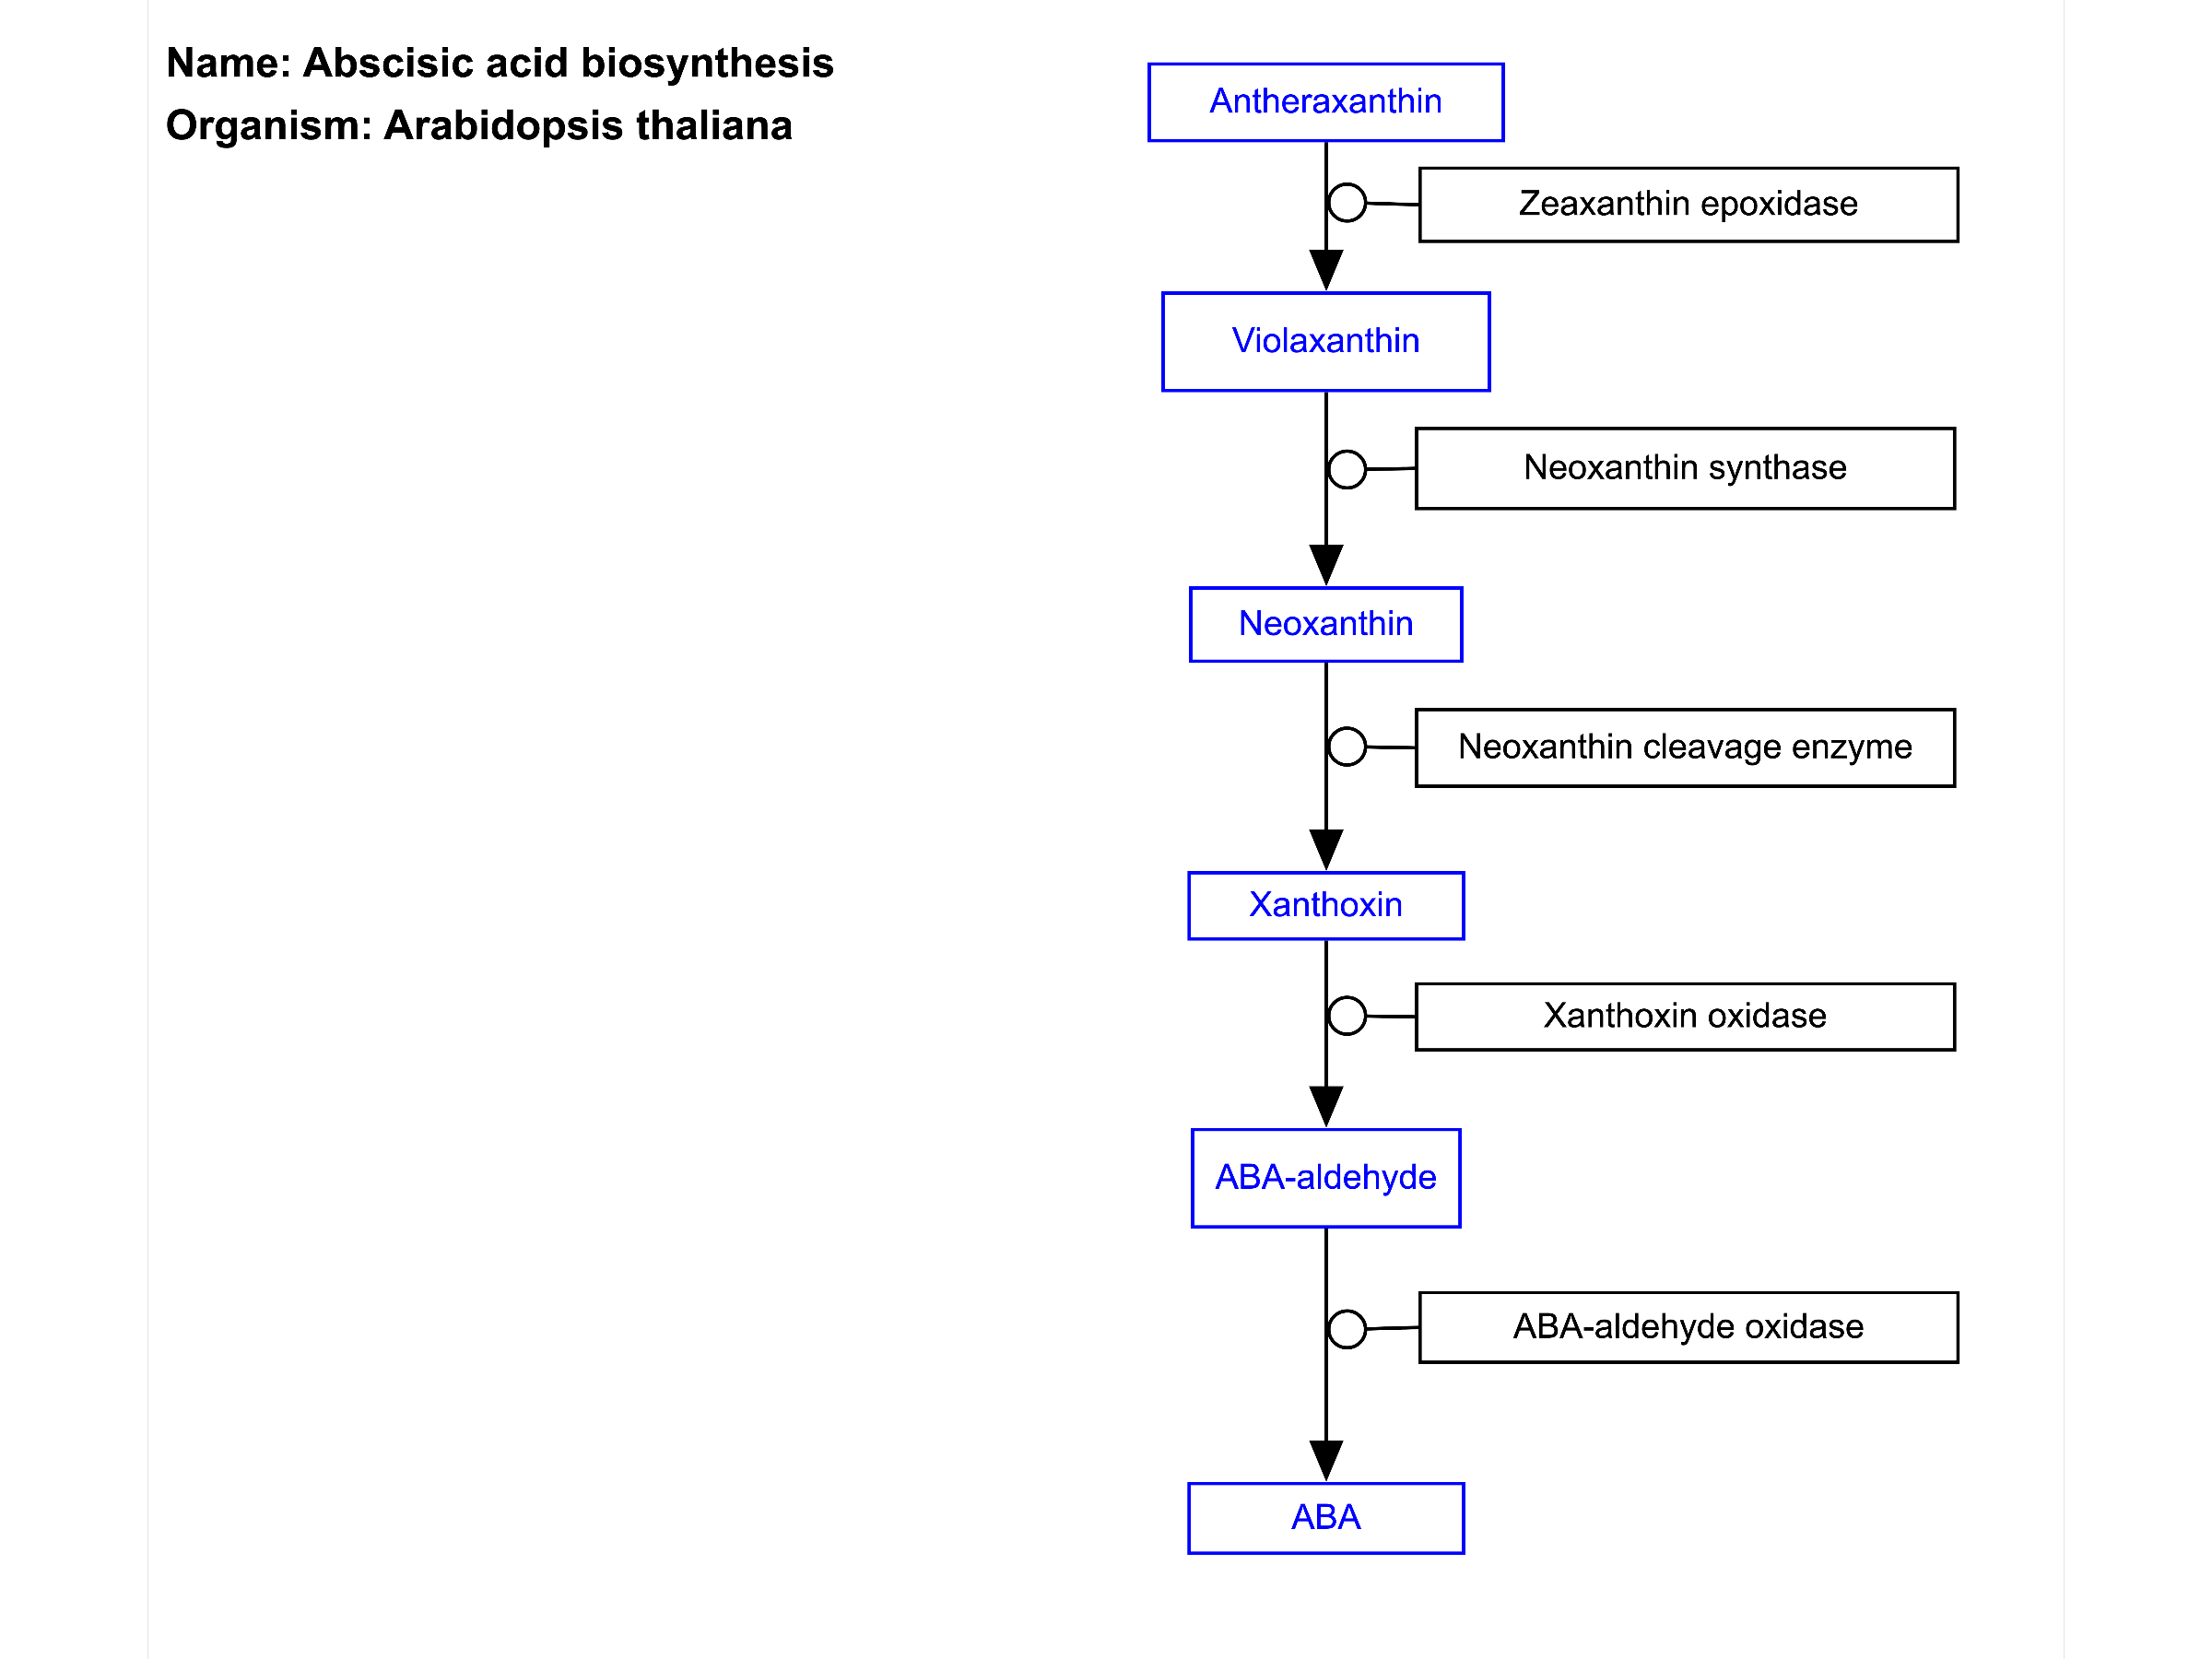 Name: Abscisic acid biosynthesis
Organism: Arabidopsis thaliana
Antheraxanthin
Zeaxanthin epoxidase
Violaxanthin
Neoxanthin synthase
Neoxanthin
Neoxanthin cleavage enzyme
Xanthoxin
Xanthoxin oxidase
ABA-aldehyde
ABA-aldehyde oxidase
ABA